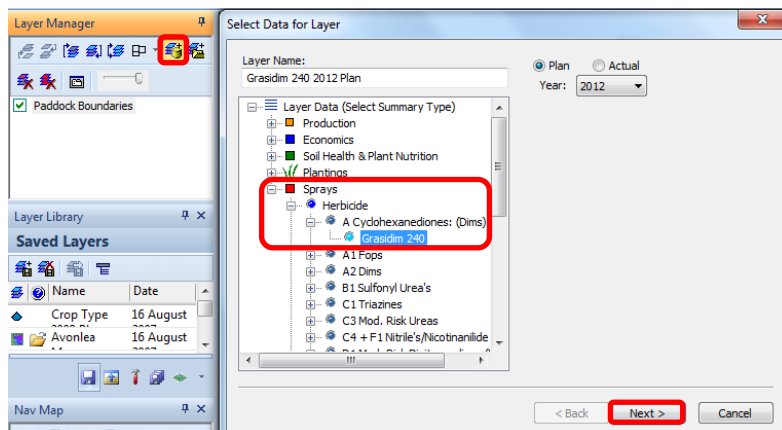 Layer Manager
Paddock Boundaries
Layer Library
Saved Layers
Name Date
Crop Type 16 August
Avonlea 16 August
Nav Map
Select Data for Layer
Layer Name:
Grasidim 240 2012 Plan
Plan Actual
Year: 2012
Layer Data (Select Summary Type)
Production
Economics
Soil Health & Plant Nutrition
Plantings
Sprays
Herbicide
A Cyclohexanediones: (Dims)
Grasidim 240
A1 Fops
A2 Dims
B1 Sulfonyl Urea's
C1 Triazines
C3 Mod. Risk Ureas
C4 + F1 Nitrile's/Nicotinanilide
< Back Next > Cancel